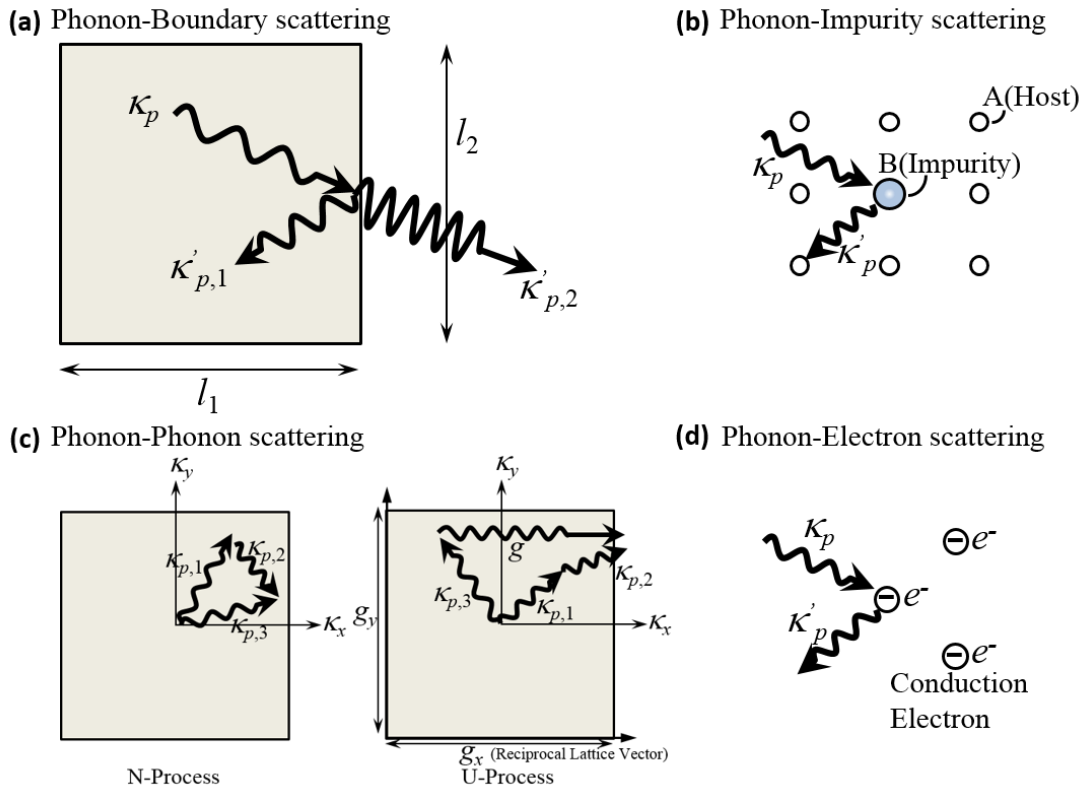 (a) Phonon-Boundary scattering
κp
l2
κ'p,1
κ'p,2
l1
(b) Phonon-Impurity scattering
A(Host)
κp
B(Impurity)
κ'p
(c) Phonon-Phonon scattering
κy
κp,1
κp,2
κp,3
κx
N-Process
κy
g
κp,3
κp,1
κp,2
gy
κx
gx (Reciprocal Lattice Vector)
U-Process
(d) Phonon-Electron scattering
κp
e-
e-
κ'p
e-
Conduction
Electron